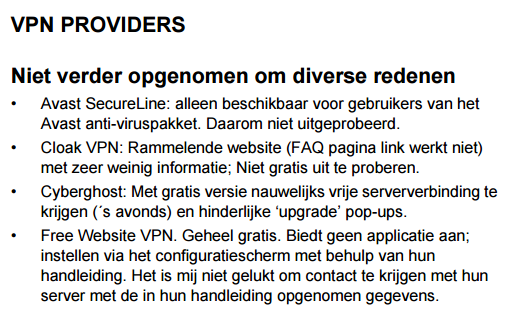 VPN PROVIDERS
Niet verder opgenomen om diverse redenen
• Avast SecureLine: alleen beschikbaar voor gebruikers van het
Avast anti-viruspakket. Daarom niet uitgeprobeerd.
• Cloak VPN: Rammelende website (FAQ pagina link werkt niet)
met zeer weinig informatie; Niet gratis uit te proberen.
• Cyberghost: Met gratis versie nauwelijks vrije serververbinding te
krijgen (´s avonds) en hinderlijke ‘upgrade’ pop-ups.
• Free Website VPN. Geheel gratis. Biedt geen applicatie aan;
instellen via het configuratiescherm met behulp van hun
handleiding. Het is mij niet gelukt om contact te krijgen met hun
server met de in hun handleiding opgenomen gegevens.